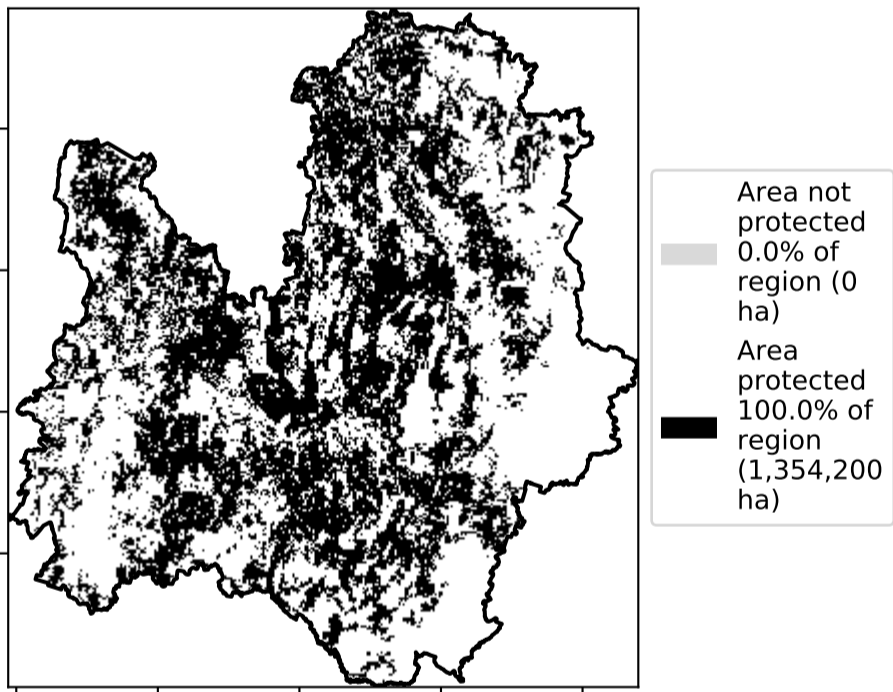 Area not
protected
0.0% of
region (0
ha)
Area
protected
100.0% of
region
(1,354,200
ha)